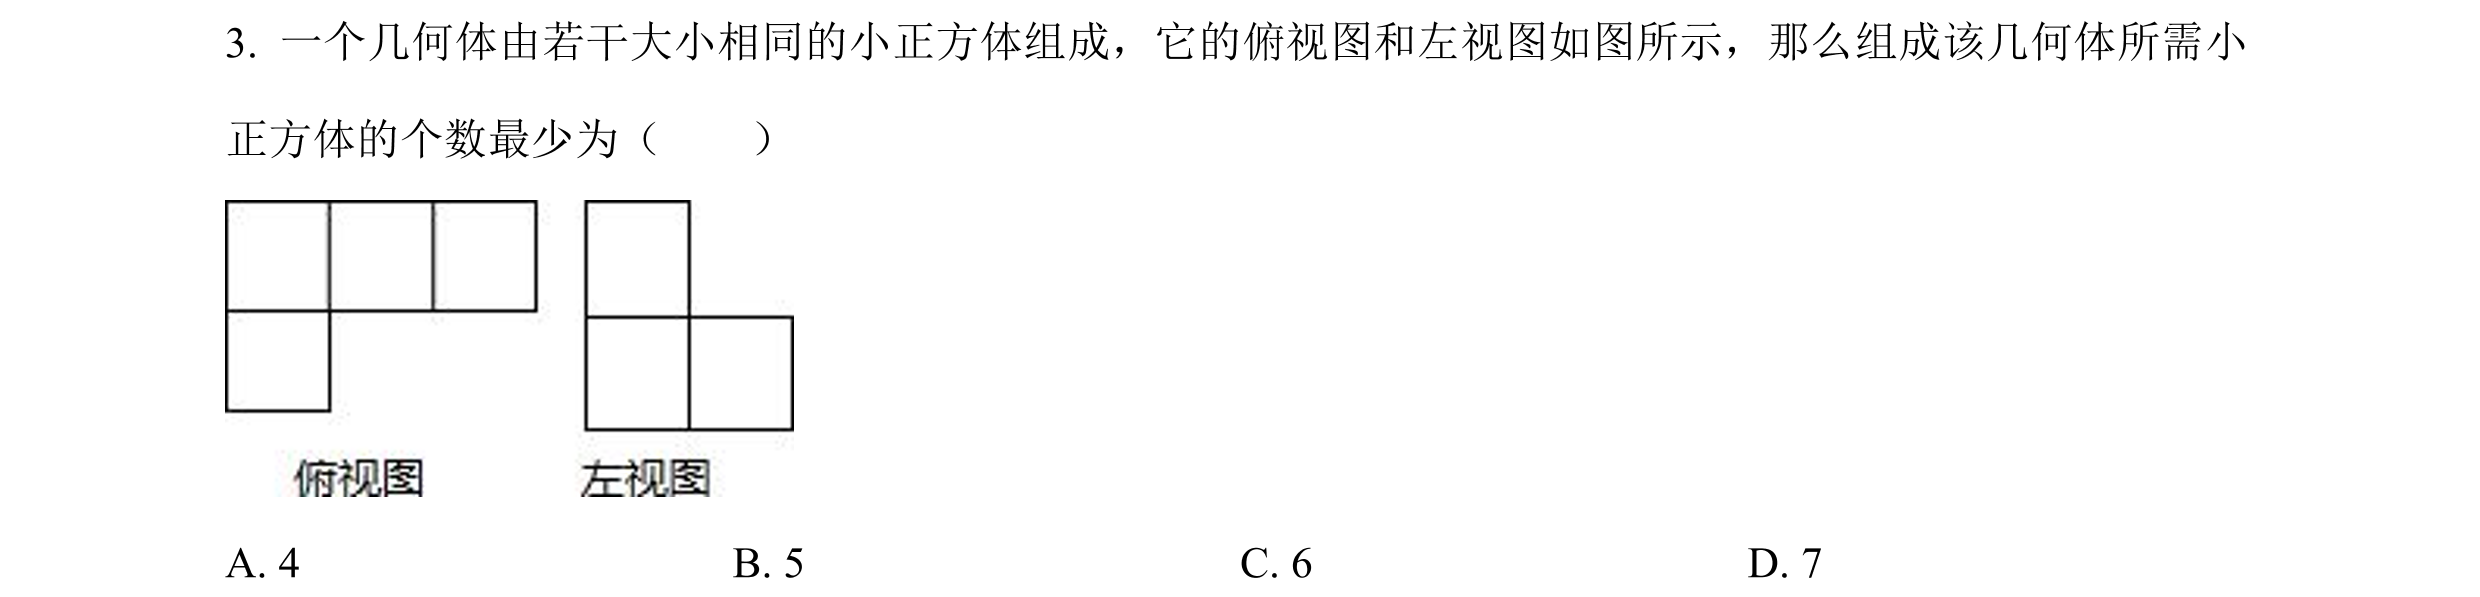 3. 一个几何体由若干大小相同的小正方体组成，它的俯视图和左视图如图所示，那么组成该几何体所需小
正方体的个数最少为（　　）
俯视图 左视图
A. 4 B. 5 C. 6 D. 7